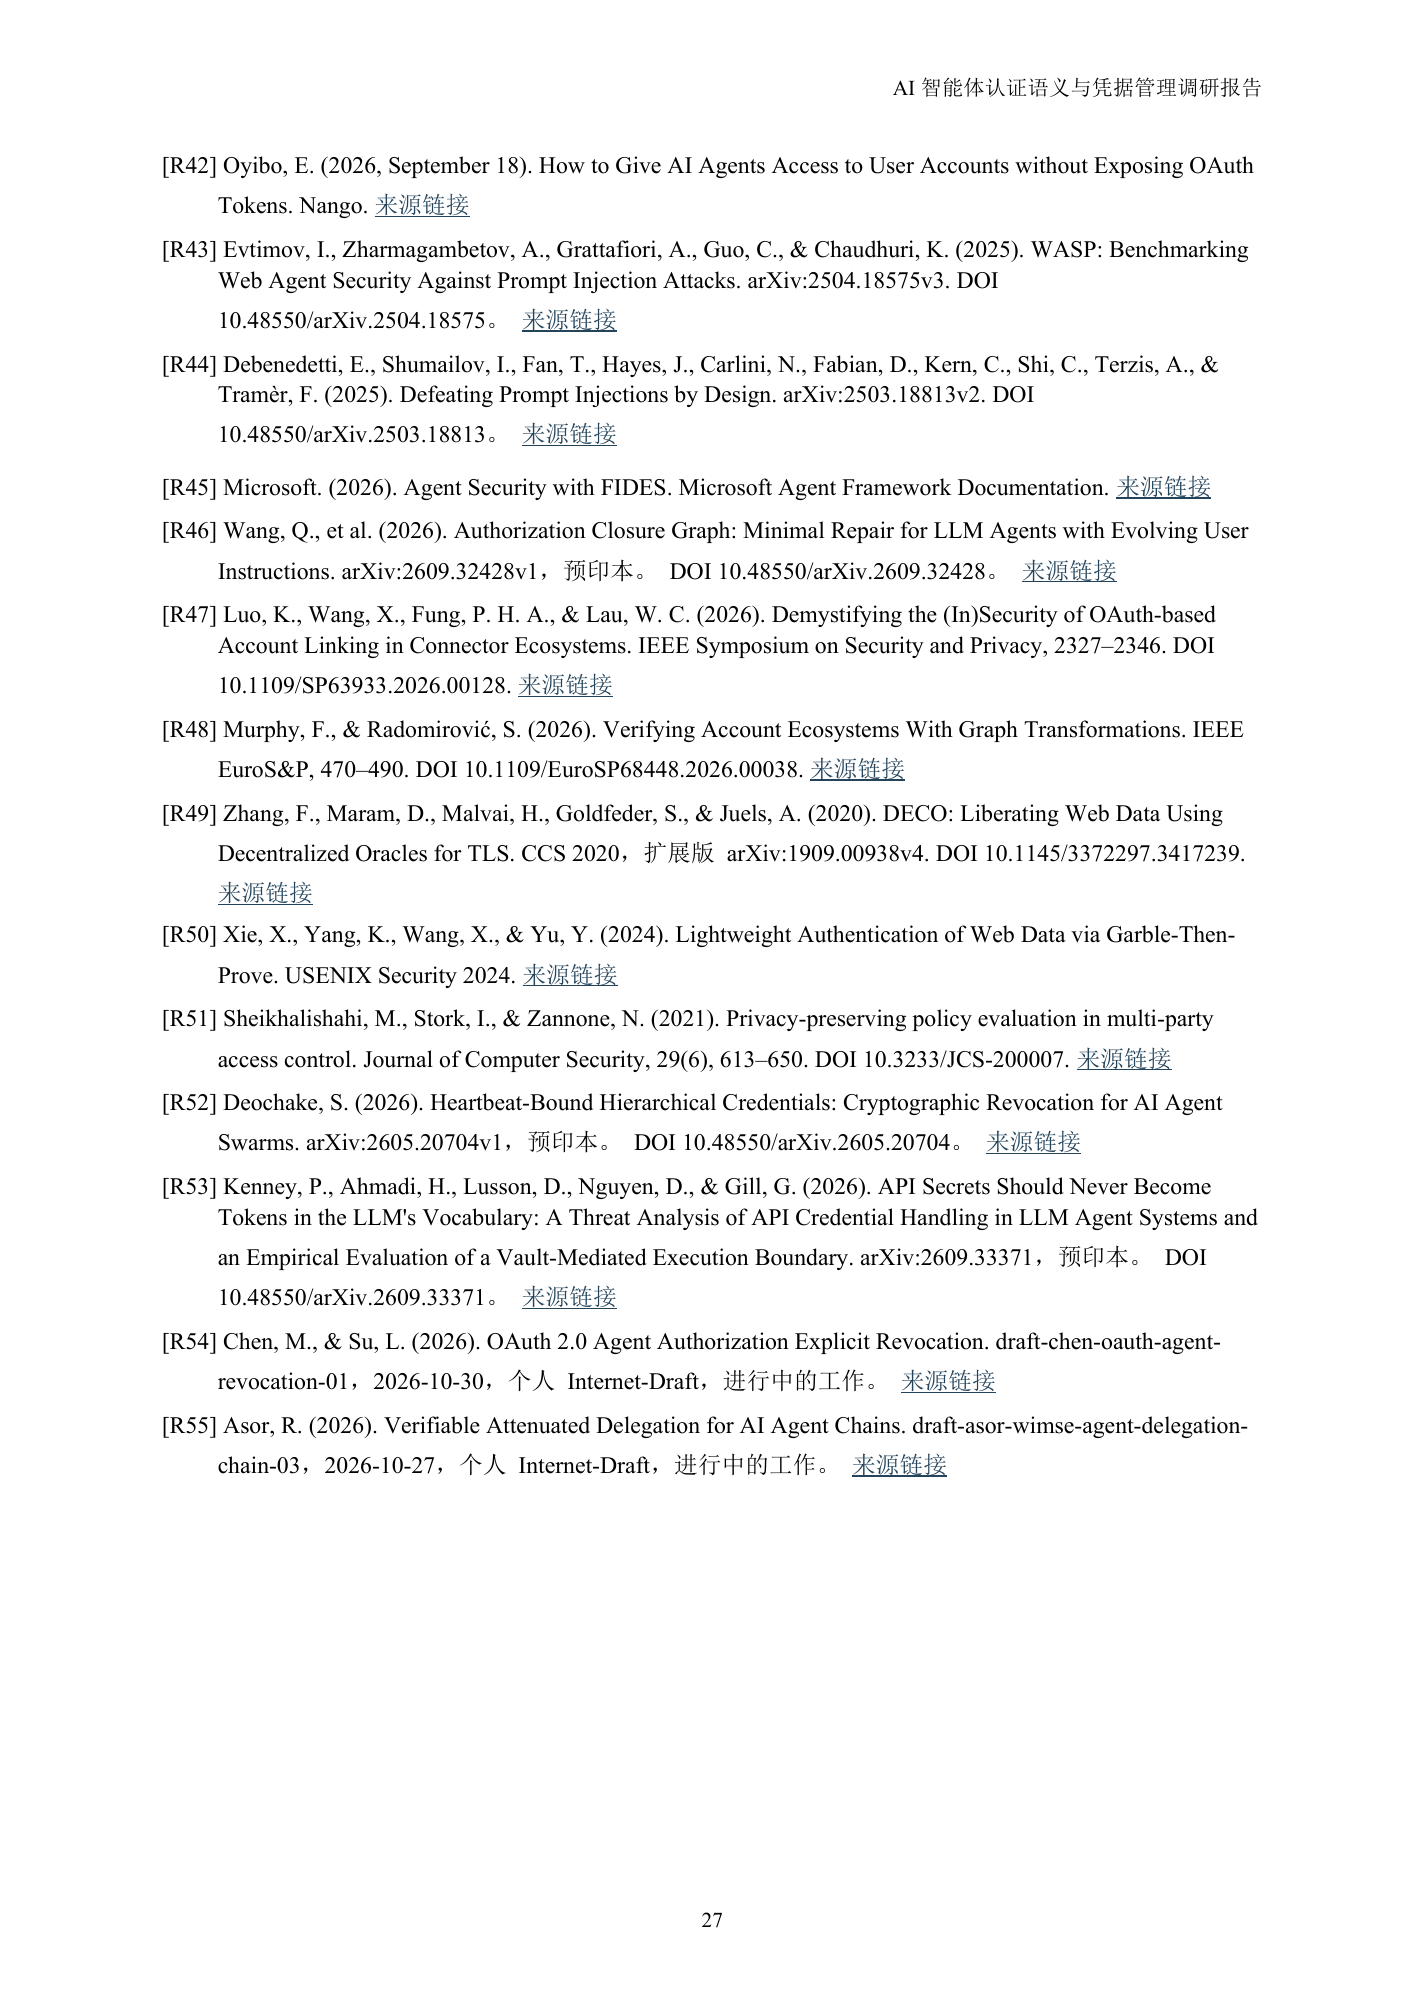 AI 智能体认证语义与凭据管理调研报告
[R42] Oyibo, E. (2026, September 18). How to Give AI Agents Access to User Accounts without Exposing OAuth
Tokens. Nango. 来源链接
[R43] Evtimov, I., Zharmagambetov, A., Grattafiori, A., Guo, C., & Chaudhuri, K. (2025). WASP: Benchmarking
Web Agent Security Against Prompt Injection Attacks. arXiv:2504.18575v3. DOI
10.48550/arXiv.2504.18575。 来源链接
[R44] Debenedetti, E., Shumailov, I., Fan, T., Hayes, J., Carlini, N., Fabian, D., Kern, C., Shi, C., Terzis, A., &
Tramèr, F. (2025). Defeating Prompt Injections by Design. arXiv:2503.18813v2. DOI
10.48550/arXiv.2503.18813。 来源链接
[R45] Microsoft. (2026). Agent Security with FIDES. Microsoft Agent Framework Documentation. 来源链接
[R46] Wang, Q., et al. (2026). Authorization Closure Graph: Minimal Repair for LLM Agents with Evolving User
Instructions. arXiv:2609.32428v1，预印本。 DOI 10.48550/arXiv.2609.32428。 来源链接
[R47] Luo, K., Wang, X., Fung, P. H. A., & Lau, W. C. (2026). Demystifying the (In)Security of OAuth-based
Account Linking in Connector Ecosystems. IEEE Symposium on Security and Privacy, 2327–2346. DOI
10.1109/SP63933.2026.00128. 来源链接
[R48] Murphy, F., & Radomirović, S. (2026). Verifying Account Ecosystems With Graph Transformations. IEEE
EuroS&P, 470–490. DOI 10.1109/EuroSP68448.2026.00038. 来源链接
[R49] Zhang, F., Maram, D., Malvai, H., Goldfeder, S., & Juels, A. (2020). DECO: Liberating Web Data Using
Decentralized Oracles for TLS. CCS 2020，扩展版 arXiv:1909.00938v4. DOI 10.1145/3372297.3417239.
来源链接
[R50] Xie, X., Yang, K., Wang, X., & Yu, Y. (2024). Lightweight Authentication of Web Data via Garble-Then-
Prove. USENIX Security 2024. 来源链接
[R51] Sheikhalishahi, M., Stork, I., & Zannone, N. (2021). Privacy-preserving policy evaluation in multi-party
access control. Journal of Computer Security, 29(6), 613–650. DOI 10.3233/JCS-200007. 来源链接
[R52] Deochake, S. (2026). Heartbeat-Bound Hierarchical Credentials: Cryptographic Revocation for AI Agent
Swarms. arXiv:2605.20704v1，预印本。 DOI 10.48550/arXiv.2605.20704。 来源链接
[R53] Kenney, P., Ahmadi, H., Lusson, D., Nguyen, D., & Gill, G. (2026). API Secrets Should Never Become
Tokens in the LLM's Vocabulary: A Threat Analysis of API Credential Handling in LLM Agent Systems and
an Empirical Evaluation of a Vault-Mediated Execution Boundary. arXiv:2609.33371，预印本。 DOI
10.48550/arXiv.2609.33371。 来源链接
[R54] Chen, M., & Su, L. (2026). OAuth 2.0 Agent Authorization Explicit Revocation. draft-chen-oauth-agent-
revocation-01，2026-10-30，个人 Internet-Draft，进行中的工作。 来源链接
[R55] Asor, R. (2026). Verifiable Attenuated Delegation for AI Agent Chains. draft-asor-wimse-agent-delegation-
chain-03，2026-10-27，个人 Internet-Draft，进行中的工作。 来源链接
27